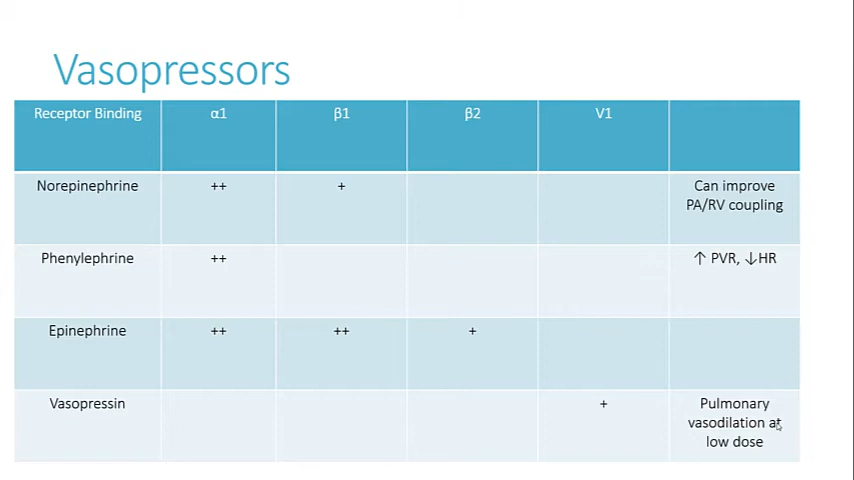 Vasopressors
Receptor Binding α1 β1 β2 V1
Norepinephrine ++ + Can improve
PA/RV coupling
Phenylephrine ++ ↑ PVR, ↓HR
Epinephrine ++ ++ +
Vasopressin + Pulmonary
vasodilation at
low dose